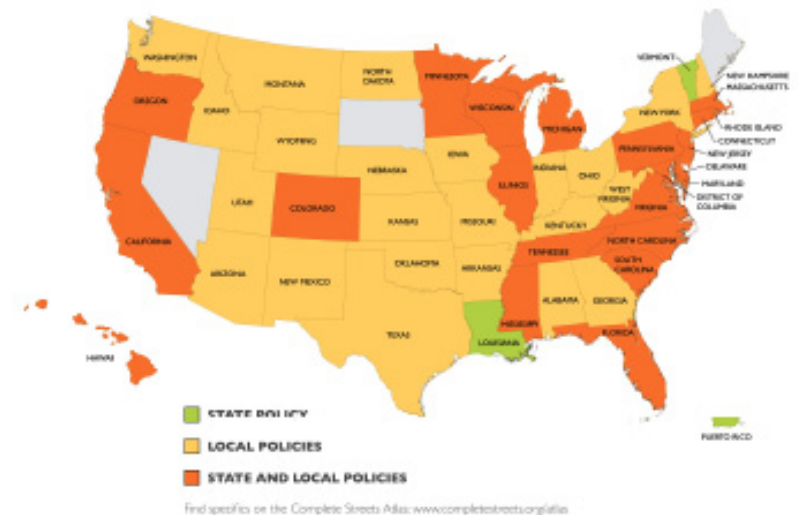 WASHINGTON
VERMONT
NORTH
DAKOTA
MINNESOTA
MONTANA
NEW HAMPSHIRE
MASSACHUSETTS
OREGON
IDAHO
WISCONSIN
NEW YORK
MICHIGAN
RHODE ISLAND
WYOMING
CONNECTICUT
PENNSYLVANIA
NEW JERSEY
IOWA
DELAWARE
NEBRASKA
INDIANA
OHIO
ILLINOIS
MARYLAND
WEST
VIRGINIA
DISTRICT OF
COLUMBIA
UTAH
COLORADO
VIRGINIA
KANSAS
MISSOURI
KENTUCKY
CALIFORNIA
NORTH CAROLINA
TENNESSEE
OKLAHOMA
SOUTH
CAROLINA
ARIZONA
ARKANSAS
NEW MEXICO
ALABAMA
GEORGIA
MISSISSIPPI
TEXAS
FLORIDA
LOUISIANA
HAWAII
STATE POLICY
PUERTO RICO
LOCAL POLICIES
STATE AND LOCAL POLICIES
Find specifics on the Complete Streets Atlas: www.completestreets.org/atlas